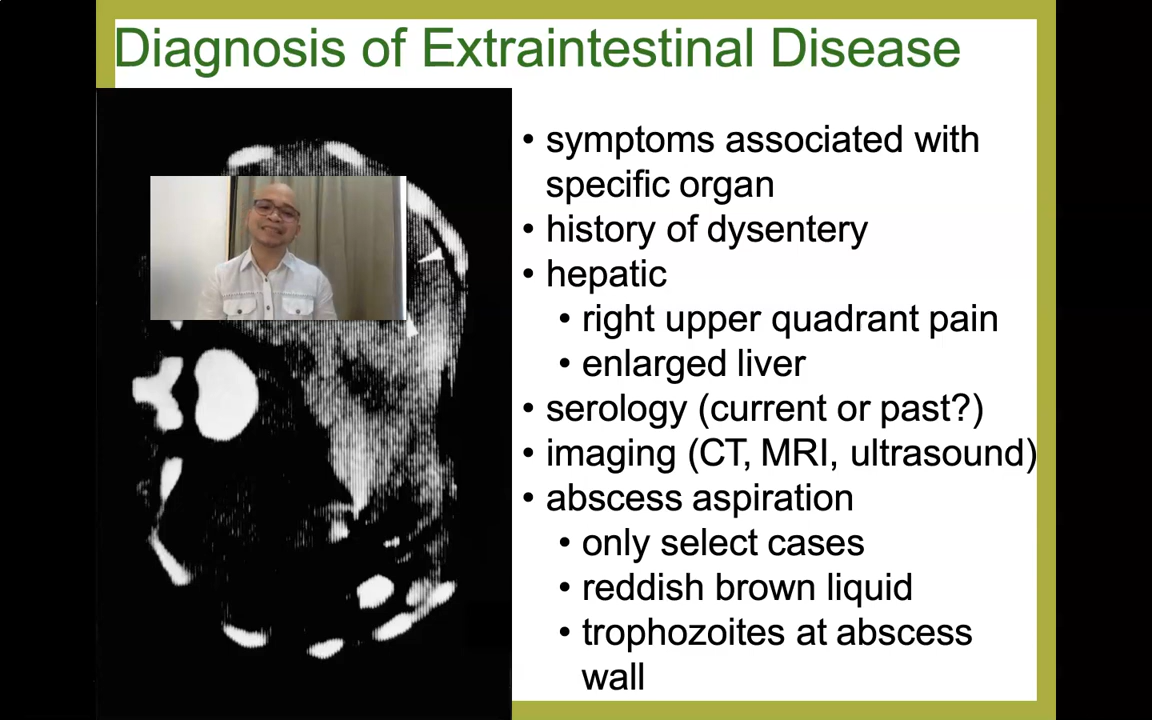 Diagnosis of Extraintestinal Disease
• symptoms associated with
specific organ
• history of dysentery
• hepatic
• right upper quadrant pain
• enlarged liver
• serology (current or past?)
• imaging (CT, MRI, ultrasound)
• abscess aspiration
• only select cases
• reddish brown liquid
• trophozoites at abscess
wall